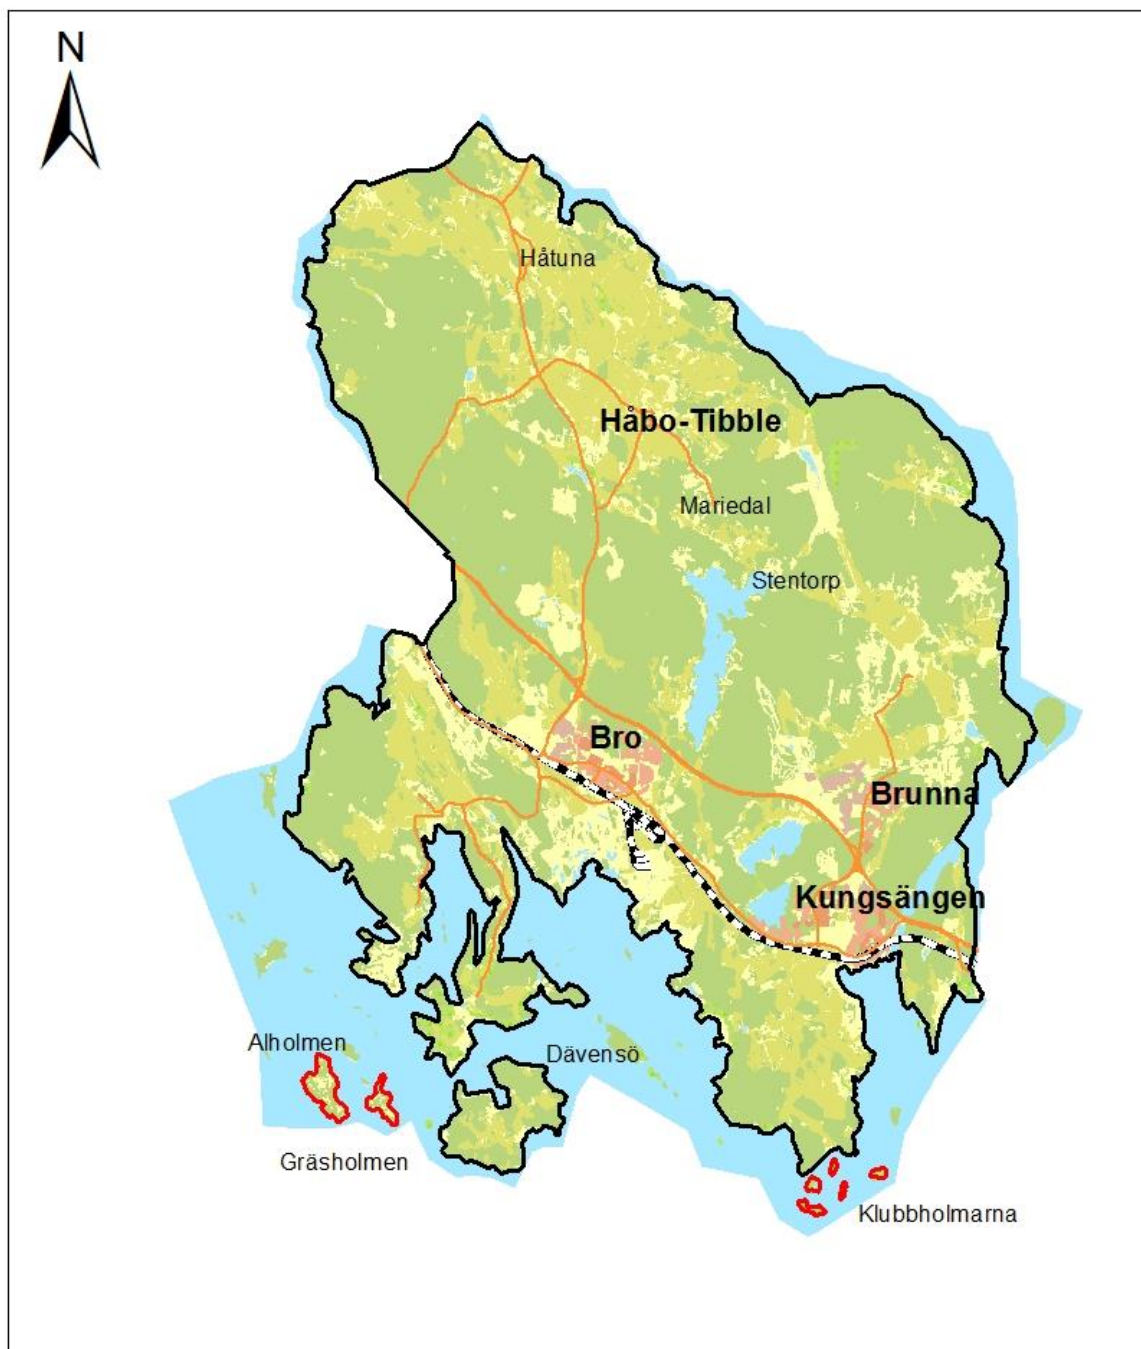 N
Håtuna
Håbo-Tibble
Mariedal
Stentorp
Bro
Brunna
Kungsängen
Alholmen
Dävensö
Gräsholmen
Klubbholmarna